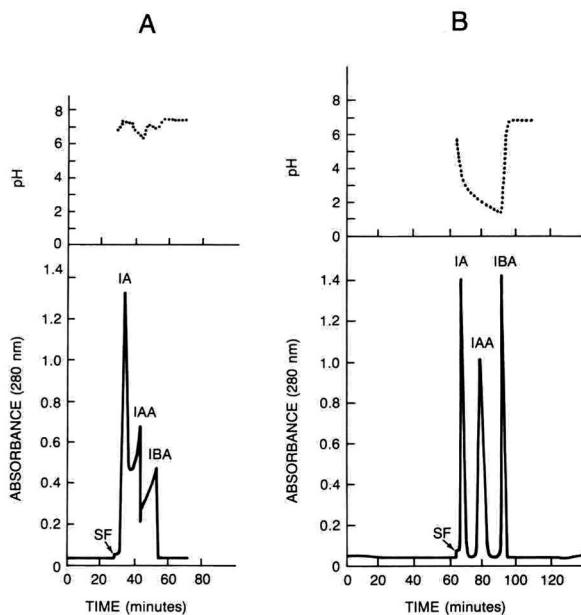 A
8
6
4
2
0
pH
1.4
1.2
1.0
0.8
0.6
0.4
0.2
0
ABSORBANCE (280 nm)
IA
IAA
IBA
SF
0 20 40 60 80
TIME (minutes)
B
8
6
4
2
0
pH
1.4
1.2
1.0
0.8
0.6
0.4
0.2
0
ABSORBANCE (280 nm)
IA
IAA
IBA
SF
0 20 40 60 80 100 120
TIME (minutes)